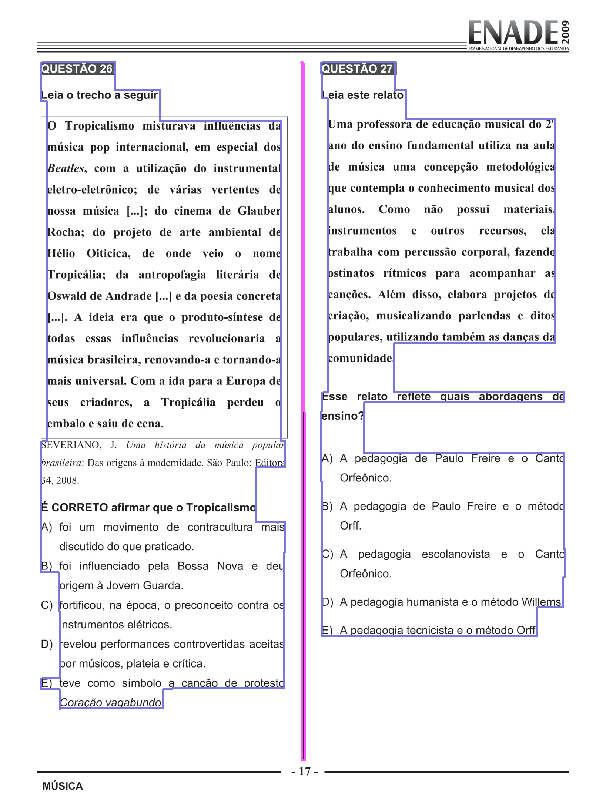 ENADE 2009
EXAME NACIONAL DE DESEMPENHO DOS ESTUDANTES
QUESTÃO 26
Leia o trecho a seguir
O Tropicalismo misturava influências da
música pop internacional, em especial dos
Beatles, com a utilização do instrumental
eletro-eletrônico; de várias vertentes de
nossa música [...]; do cinema de Glauber
Rocha; do projeto de arte ambiental de
Hélio Oiticica, de onde veio o nome
Tropicália; da antropofagia literária de
Oswald de Andrade [...] e da poesia concreta
[...]. A ideia era que o produto-síntese de
todas essas influências revolucionaria a
música brasileira, renovando-a e tornando-a
mais universal. Com a ida para a Europa de
seus criadores, a Tropicália perdeu o
embalo e saiu de cena.
SEVERIANO, J. Uma história da música popular
brasileira: Das origens à modernidade. São Paulo: Editora
34, 2008.
É CORRETO afirmar que o Tropicalismo
A) foi um movimento de contracultura mais
discutido do que praticado.
B) foi influenciado pela Bossa Nova e deu
origem à Jovem Guarda.
C) fortificou, na época, o preconceito contra os
instrumentos elétricos.
D) revelou performances controvertidas aceitas
por músicos, plateia e crítica.
E) teve como símbolo a canção de protesto
Coração vagabundo.
QUESTÃO 27
Leia este relato
Uma professora de educação musical do 2º
ano do ensino fundamental utiliza na aula
de música uma concepção metodológica
que contempla o conhecimento musical dos
alunos. Como não possui materiais,
instrumentos e outros recursos, ela
trabalha com percussão corporal, fazendo
ostinatos rítmicos para acompanhar as
canções. Além disso, elabora projetos de
criação, musicalizando parlendas e ditos
populares, utilizando também as danças da
comunidade.
Esse relato reflete quais abordagens de
ensino?
A) A pedagogia de Paulo Freire e o Canto
Orfeônico.
B) A pedagogia de Paulo Freire e o método
Orff.
C) A pedagogia escolanovista e o Canto
Orfeônico.
D) A pedagogia humanista e o método Willems.
E) A pedagogia tecnicista e o método Orff.
- 17 -
MÚSICA